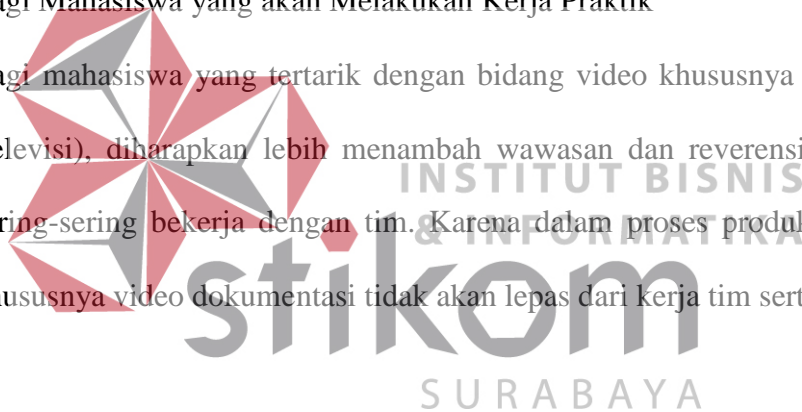 agi Mahasiswa yang akan Melakukan Kerja Praktik
agi mahasiswa yang tertarik dengan bidang video khususnya
elevisi), diharapkan lebih menambah wawasan dan reverensi
INSTITUT BISNIS
ring-sering bekerja dengan tim. Karena dalam proses produk
& INFORMATIKA
hususnya video dokumentasi tidak akan lepas dari kerja tim sert
stikom
SURABAYA